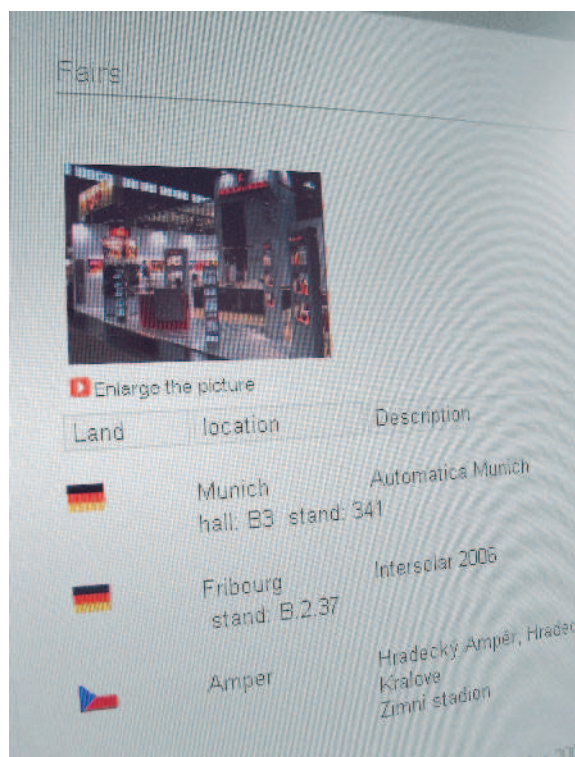 Fairs
Enlarge the picture
Land location Description
Munich Automatica Munich
hall: B3 stand: 341
Fribourg Intersolar 2006
stand: B.2.37
Amper Hradecký Ampér, Hradec
Kralove
Zimni stadion